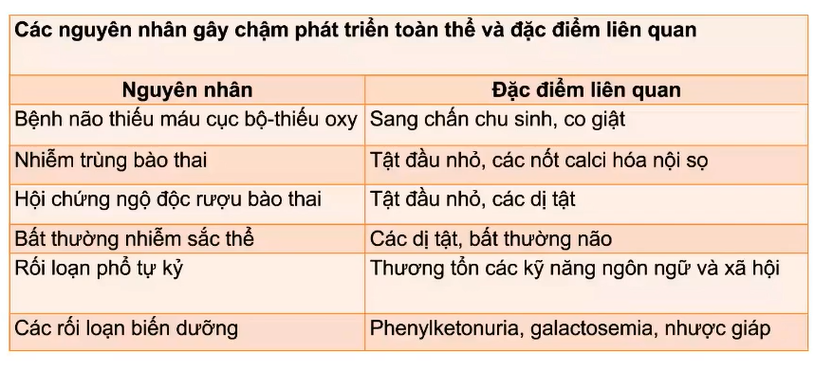 Các nguyên nhân gây chậm phát triển toàn thể và đặc điểm liên quan
Nguyên nhân Đặc điểm liên quan
Bệnh não thiếu máu cục bộ-thiếu oxy Sang chấn chu sinh, co giật
Nhiễm trùng bào thai Tật đầu nhỏ, các nốt calci hóa nội sọ
Hội chứng ngộ độc rượu bào thai Tật đầu nhỏ, các dị tật
Bất thường nhiễm sắc thể Các dị tật, bất thường não
Rối loạn phổ tự kỷ Thương tổn các kỹ năng ngôn ngữ và xã hội
Các rối loạn biến dưỡng Phenylketonuria, galactosemia, nhược giáp